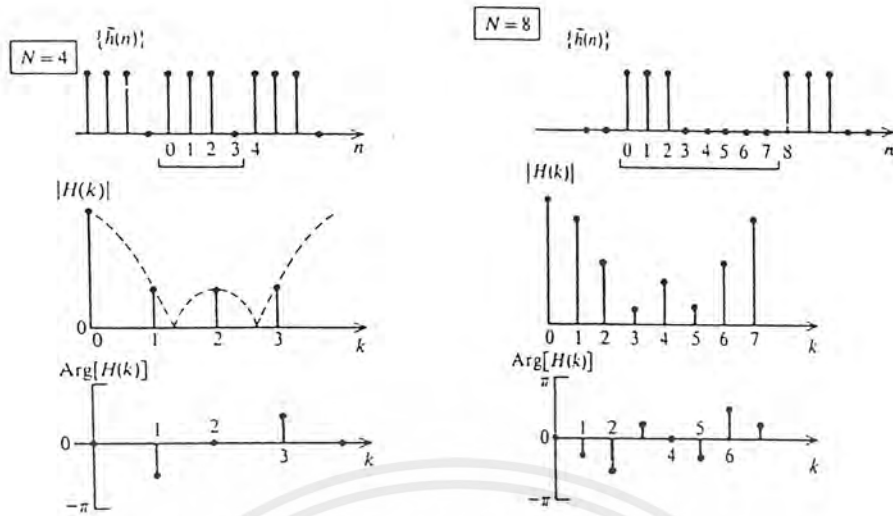 N = 4
{h̃(n)}
0 1 2 3 4 n
|H(k)|
0
0 1 2 3 k
Arg[H(k)]
0 1 2 3 k
−π
N = 8
{h̃(n)}
0 1 2 3 4 5 6 7 8 n
|H(k)|
0
0 1 2 3 4 5 6 7 k
Arg[H(k)]
π
0 1 2 4 5 6 k
−π